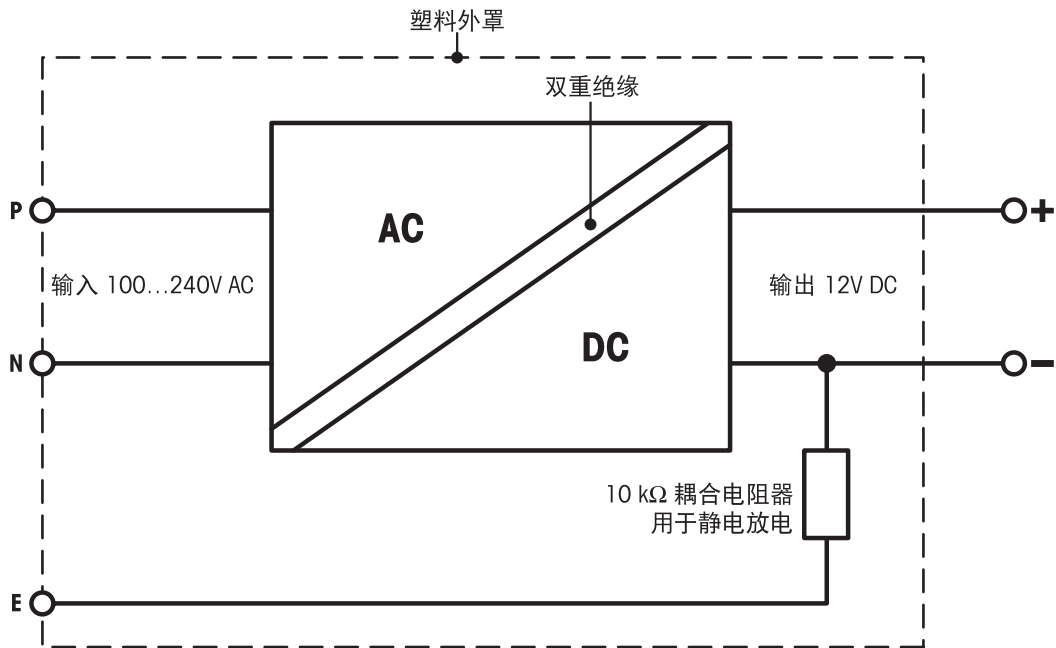 塑料外罩
双重绝缘
P
AC
+
输入 100...240V AC
输出 12V DC
N
DC
−
10 kΩ 耦合电阻器
用于静电放电
E